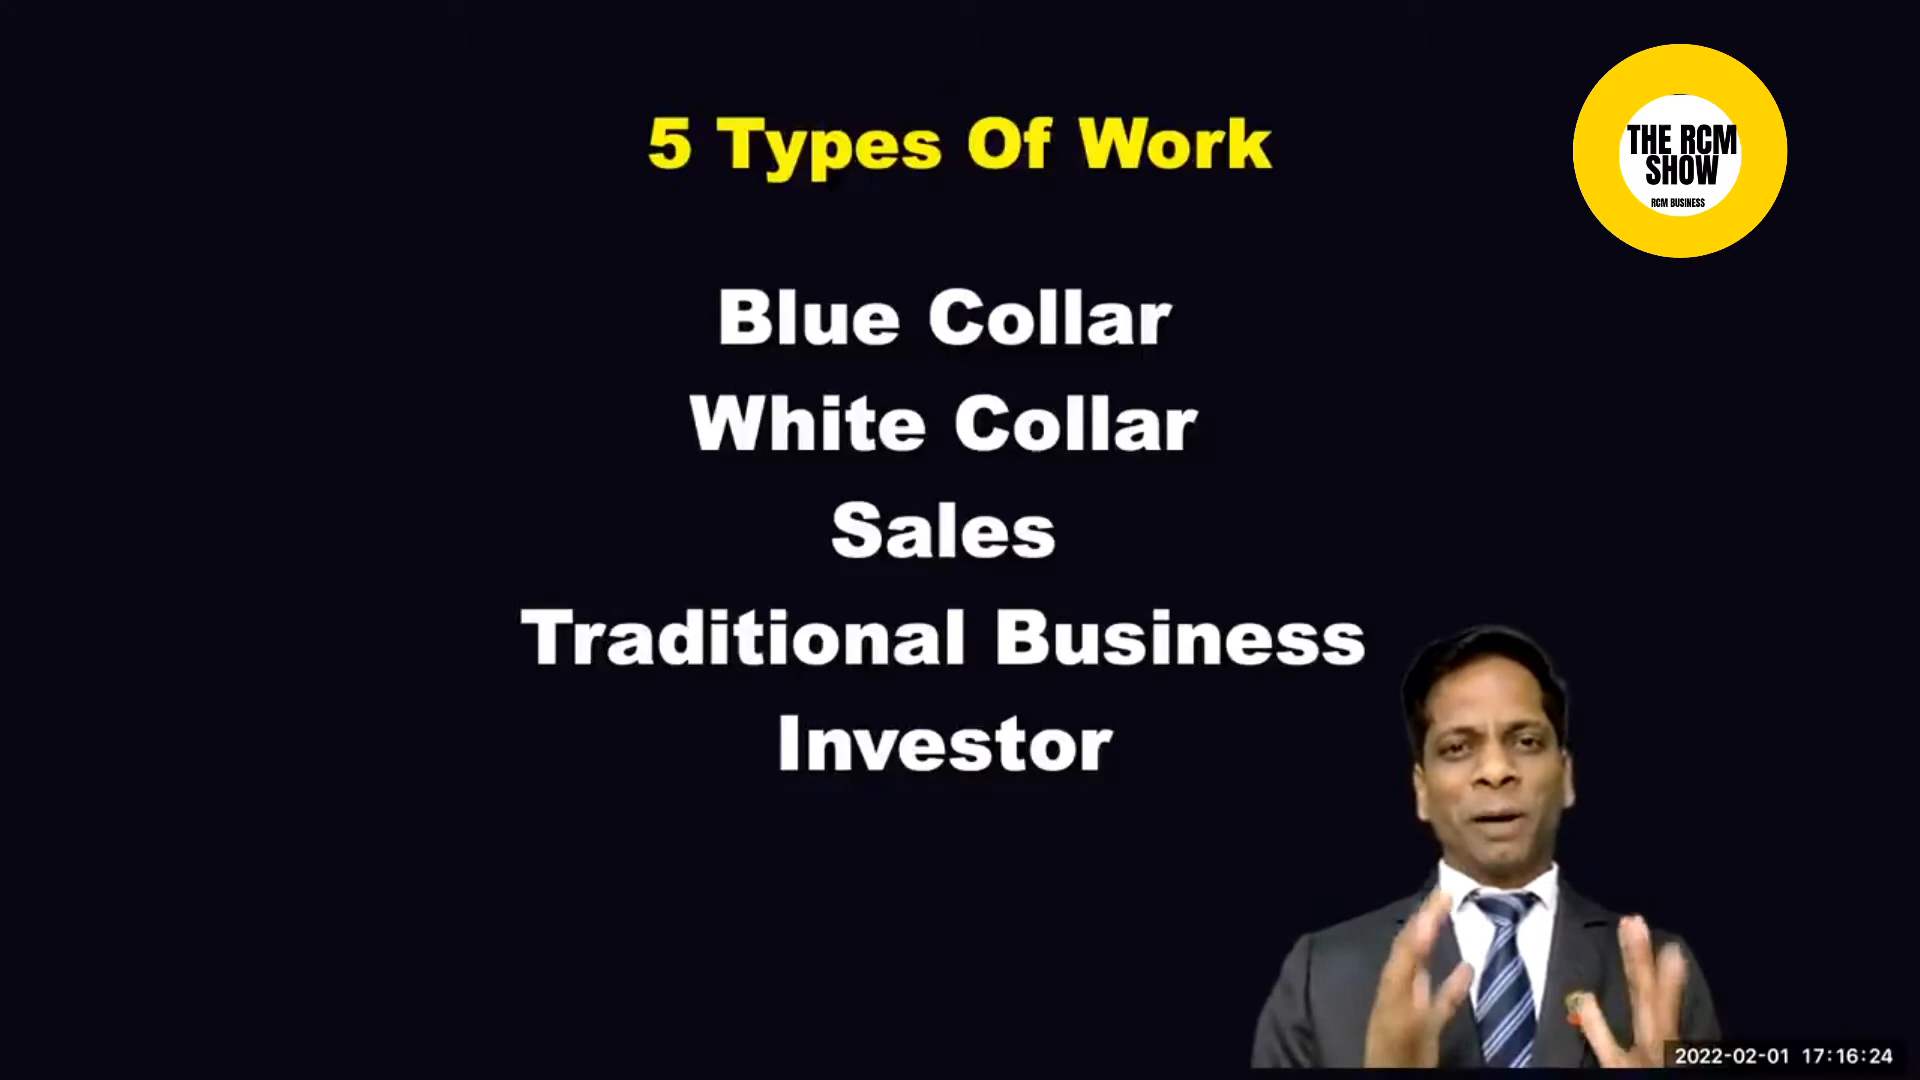 5 Types Of Work
THE RCM
SHOW
RCM BUSINESS
Blue Collar
White Collar
Sales
Traditional Business
Investor
2022-02-01 17:16:24